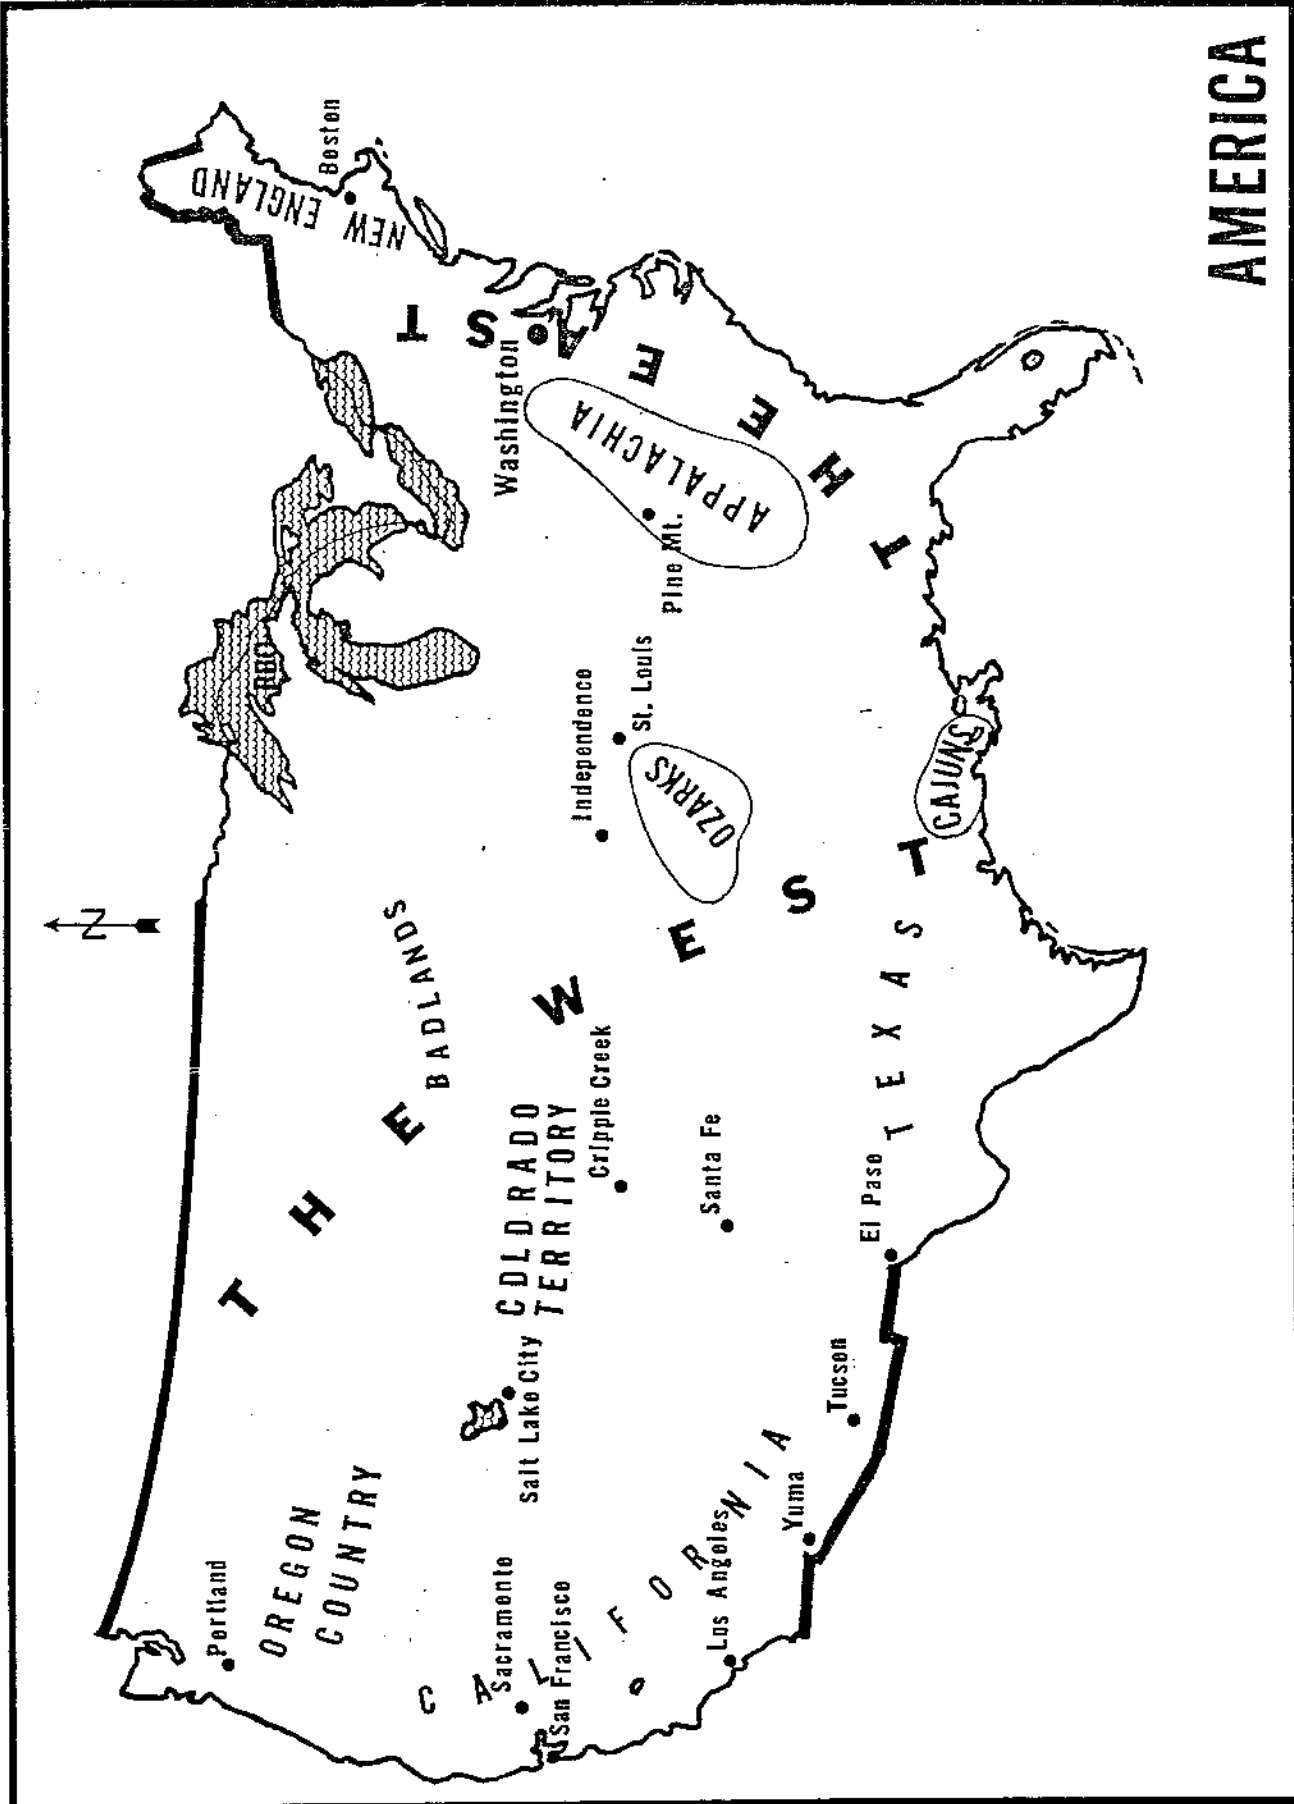 AMERICA
N
NEW ENGLAND
Boston
THE EAST
Washington
APPALACHIA
Pine Mt.
St. Louis
Independence
OZARKS
CAJUNS
THE WEST
BADLANDS
TEXAS
COLORADO
TERRITORY
Cripple Creek
Santa Fe
El Paso
Salt Lake City
Tucson
Yuma
OREGON
COUNTRY
Portland
CALIFORNIA
Sacramento
San Francisco
Los Angeles